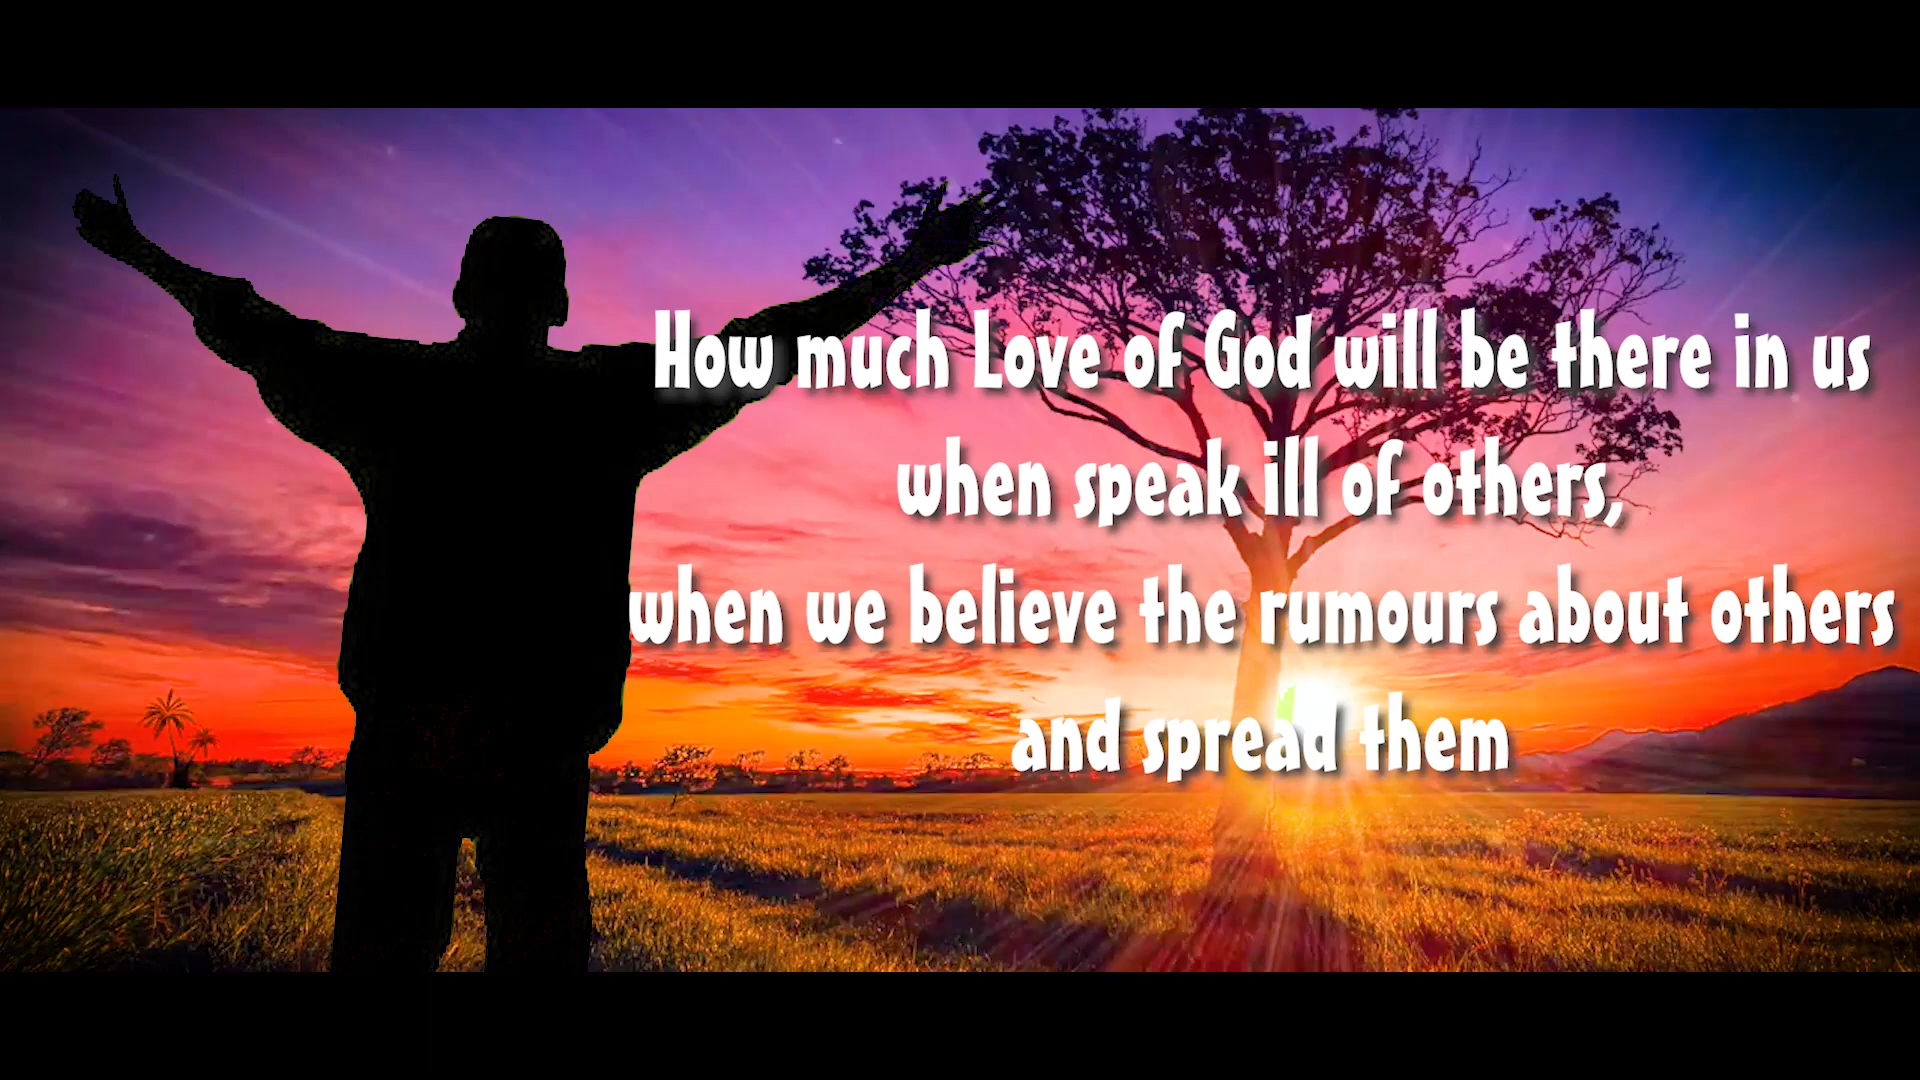 How much Love of God will be there in us
when speak ill of others,
when we believe the rumours about others
and spread them